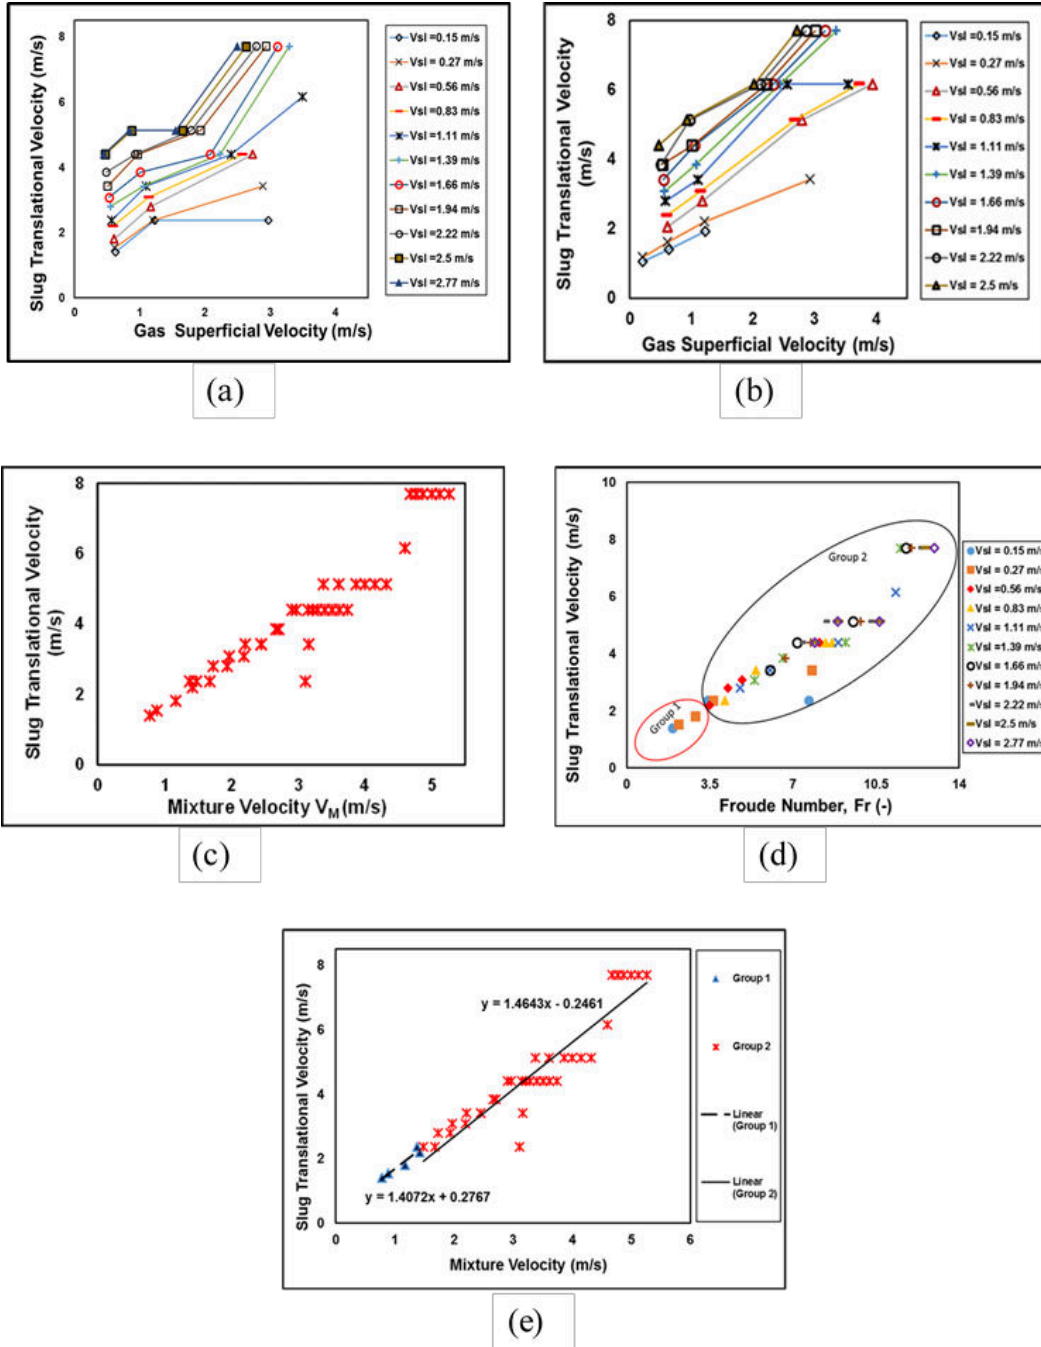 Slug Translational Velocity (m/s)
8
6
4
2
0
0
1
2
3
4
Gas Superficial Velocity (m/s)
Vsl =0.15 m/s
Vsl = 0.27 m/s
Vsl =0.56 m/s
Vsl =0.83 m/s
Vsl =1.11 m/s
Vsl =1.39 m/s
Vsl =1.66 m/s
Vsl =1.94 m/s
Vsl =2.22 m/s
Vsl =2.5 m/s
Vsl =2.77 m/s
(a)
Slug Translational Velocity
(m/s)
8
6
4
2
0
0
1
2
3
4
Gas Superficial Velocity (m/s)
Vsl =0.15 m/s
Vsl = 0.27 m/s
Vsl =0.56 m/s
Vsl =0.83 m/s
Vsl =1.11 m/s
Vsl =1.39 m/s
Vsl =1.66 m/s
Vsl =1.94 m/s
Vsl =2.22 m/s
Vsl =2.5 m/s
(b)
Slug Translational Velocity
(m/s)
8
6
4
2
0
0
1
2
3
4
5
Mixture Velocity VM (m/s)
(c)
Slug Translational Velocity (m/s)
10
8
6
4
2
0
0
3.5
7
10.5
14
Froude Number, Fr (-)
Group 1
Group 2
Vsl = 0.15 m/s
Vsl = 0.27 m/s
Vsl =0.56 m/s
Vsl = 0.83 m/s
Vsl = 1.11 m/s
Vsl =1.39 m/s
Vsl = 1.66 m/s
Vsl = 1.94 m/s
Vsl = 2.22 m/s
Vsl =2.5 m/s
Vsl = 2.77 m/s
(d)
Slug Translational Velocity (m/s)
8
6
4
2
0
0
1
2
3
4
5
6
Mixture Velocity (m/s)
y = 1.4643x - 0.2461
y = 1.4072x + 0.2767
Group 1
Group 2
Linear
(Group 1)
Linear
(Group 2)
(e)